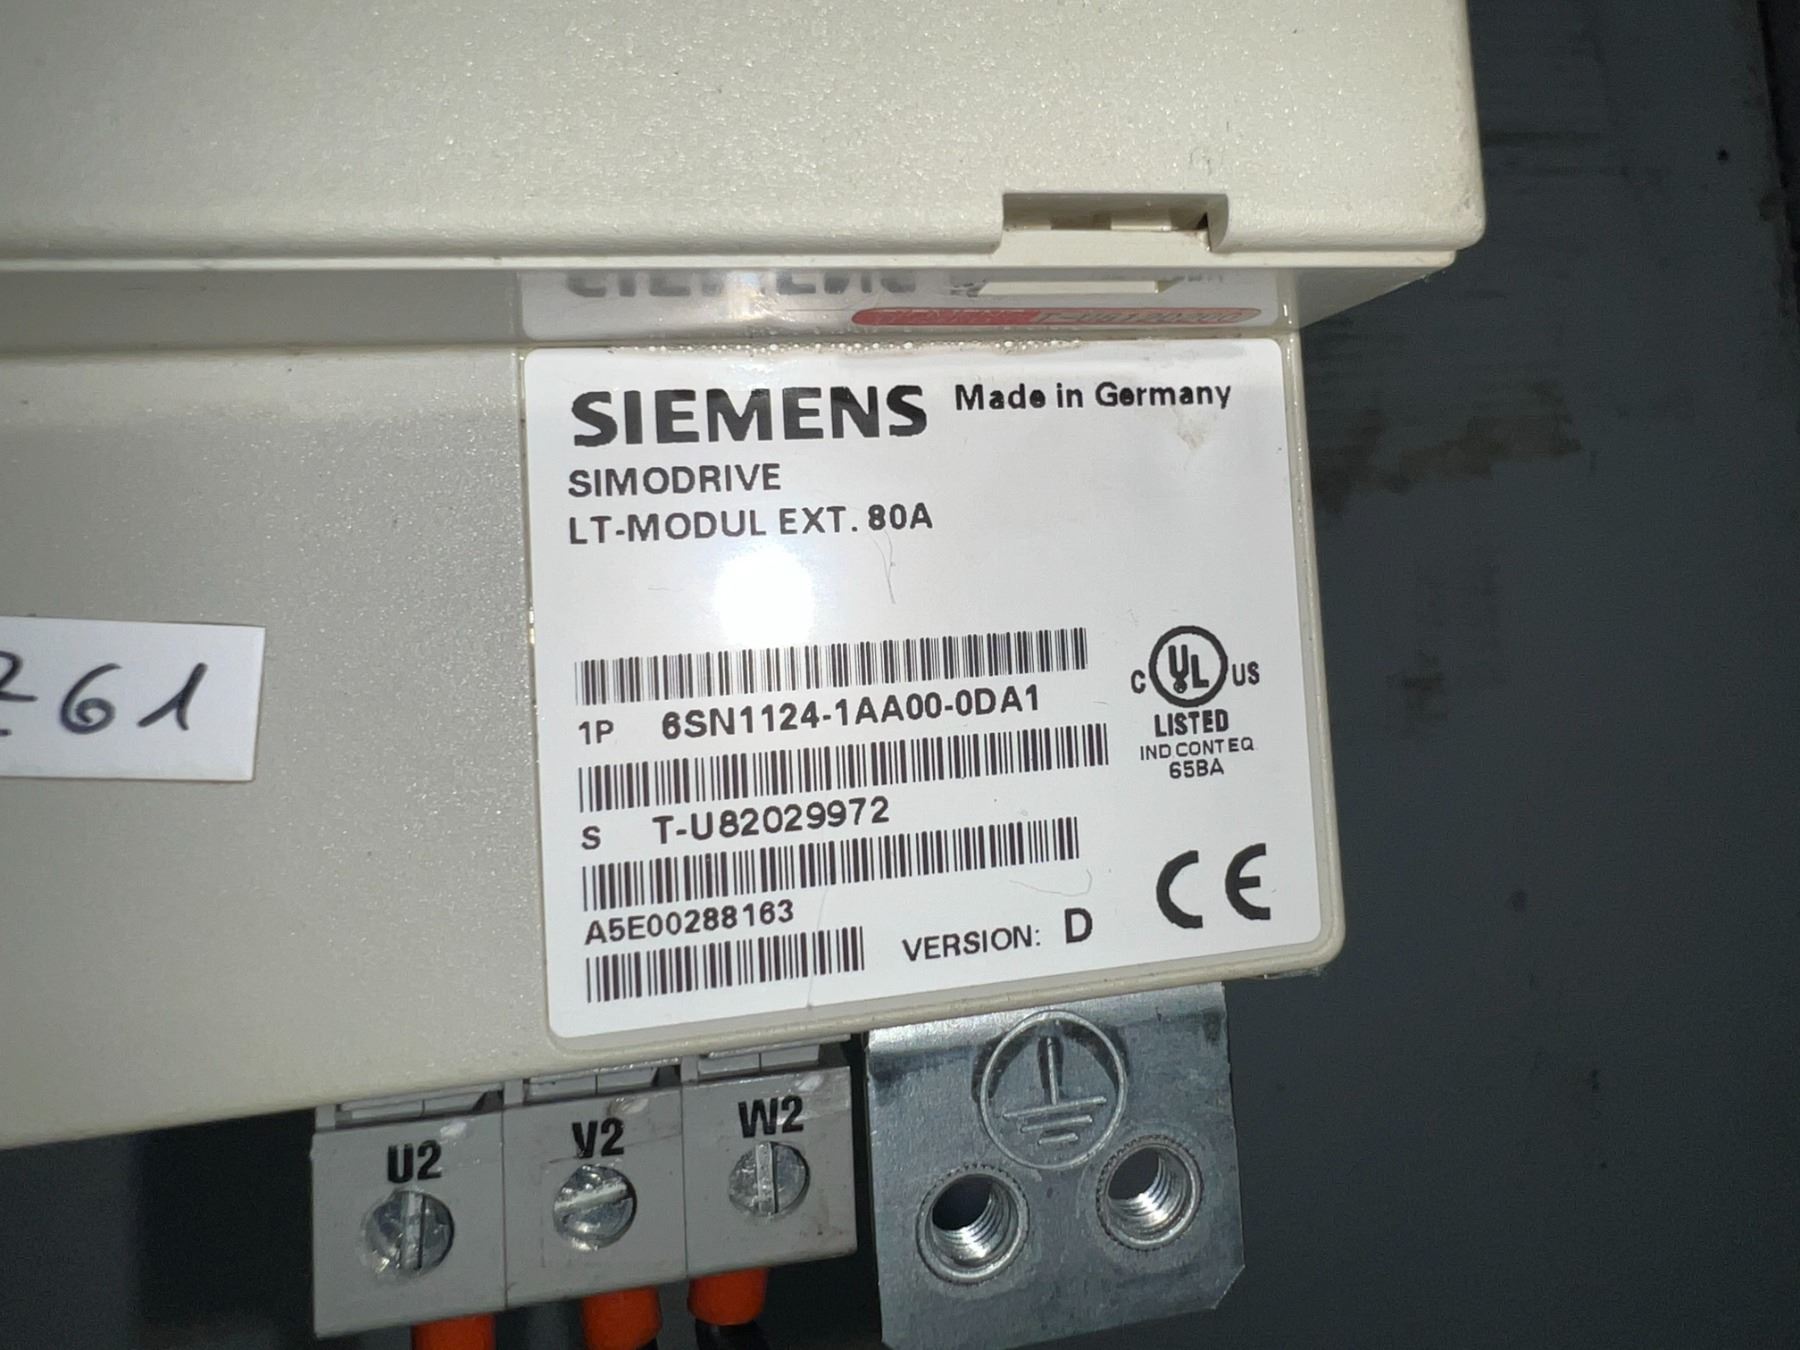 SIEMENS Made in Germany
SIMODRIVE
LT-MODUL EXT. 80A
261
1P 6SN1124-1AA00-0DA1
C UL US
LISTED
IND CONT EQ
65BA
S T-U82029972
A5E00288163
VERSION: D
CE
U2 V2 W2